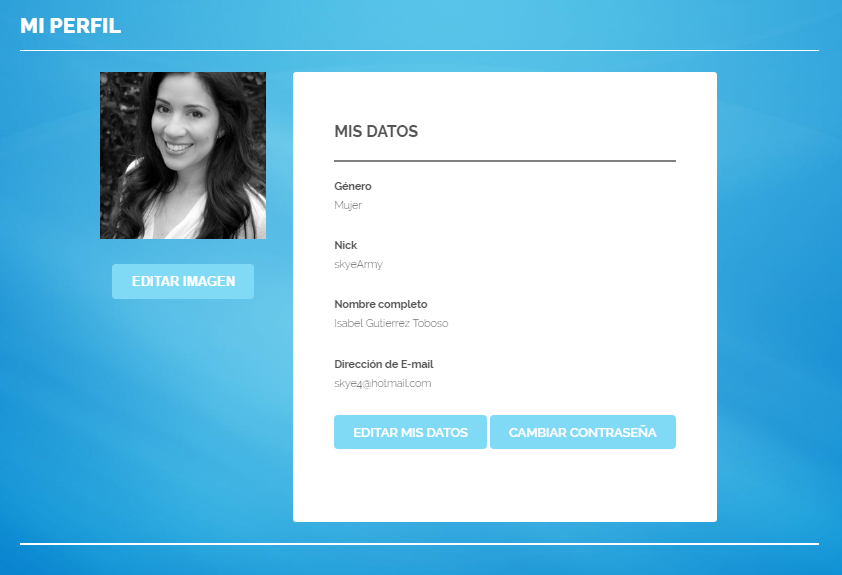 MI PERFIL
MIS DATOS
Género
Mujer
Nick
skyeArmy
EDITAR IMAGEN
Nombre completo
Isabel Gutierrez Toboso
Dirección de E-mail
skye4@hotmail.com
EDITAR MIS DATOS CAMBIAR CONTRASEÑA